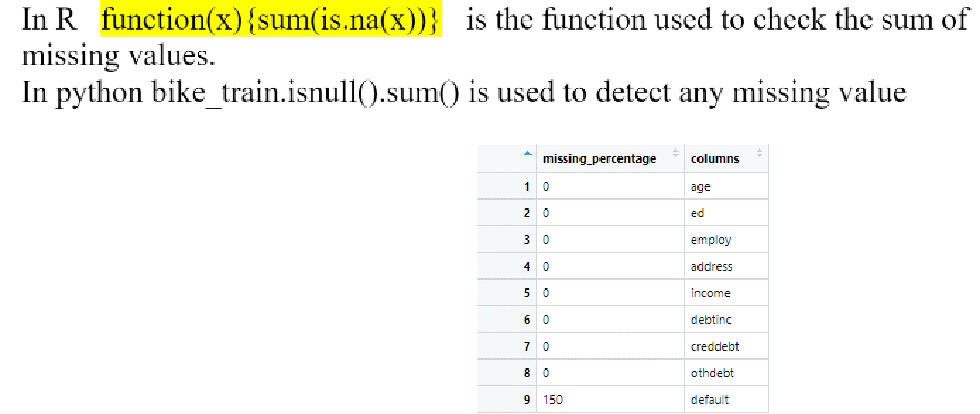 In R function(x){sum(is.na(x))} is the function used to check the sum of
missing values.
In python bike_train.isnull().sum() is used to detect any missing value
missing_percentage columns
1 0 age
2 0 ed
3 0 employ
4 0 address
5 0 income
6 0 debtinc
7 0 creddebt
8 0 othdebt
9 150 default